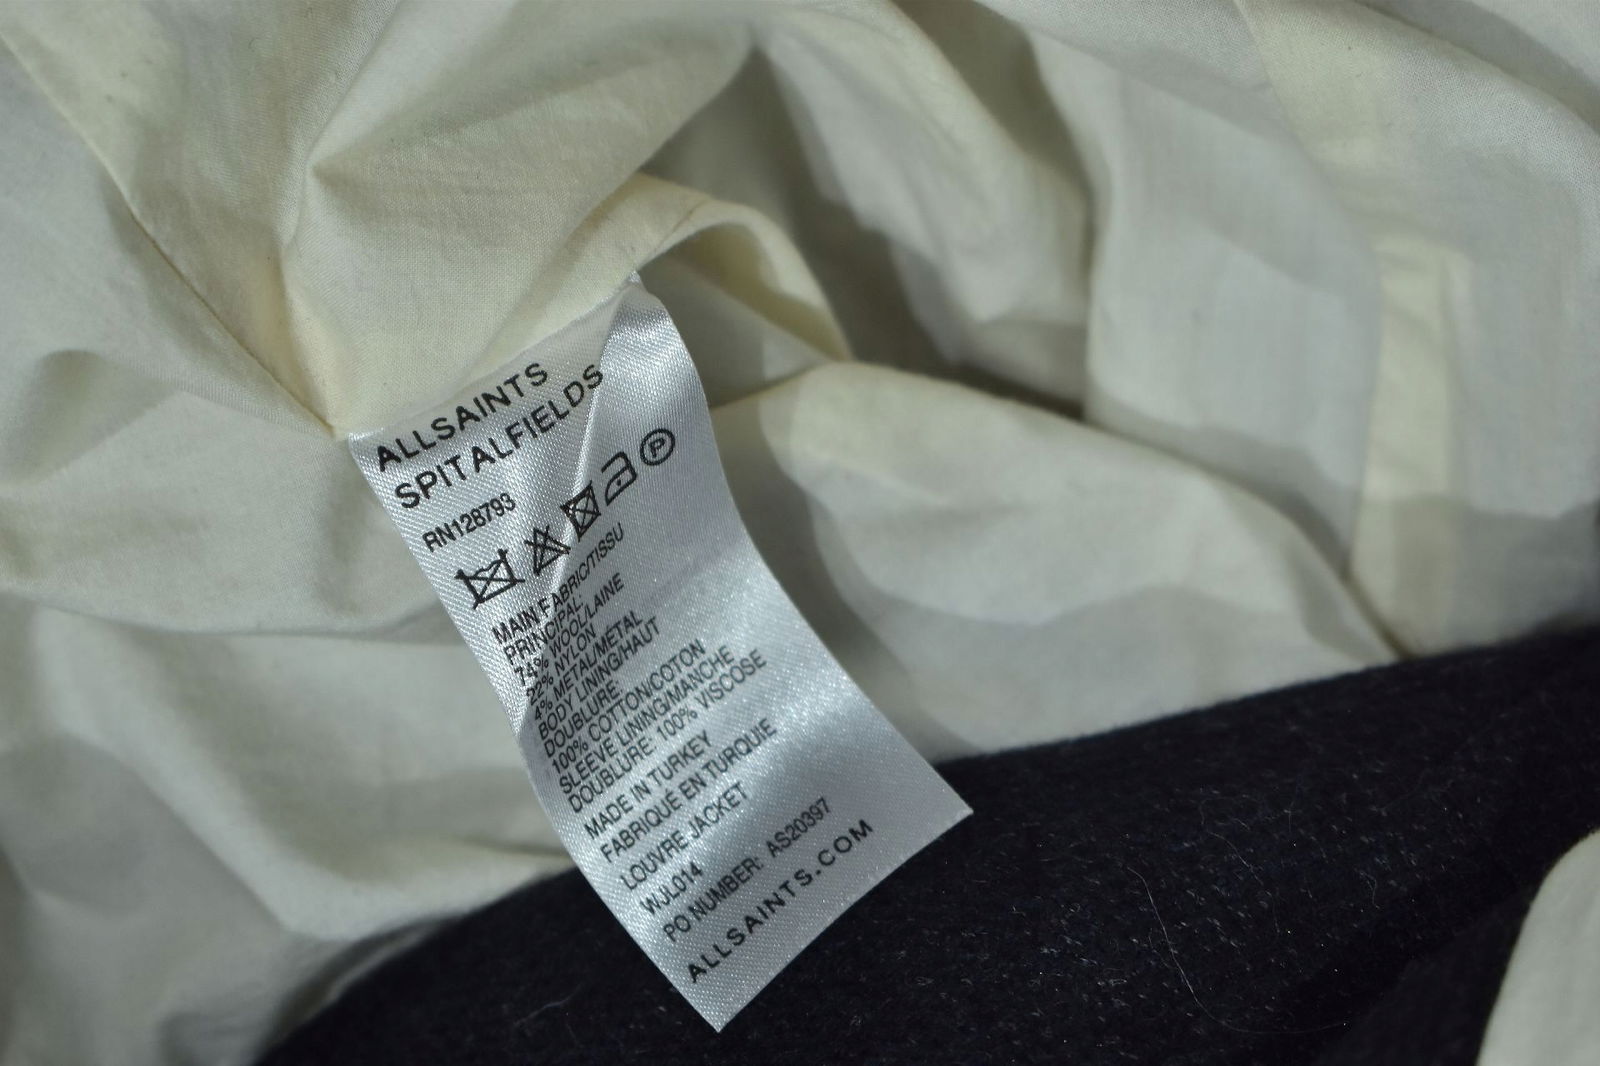 ALLSAINTS
SPITALFIELDS
RN128793
P
MAIN FABRIC/TISSU
PRINCIPAL:
74% WOOL/LAINE
22% NYLON
4% METAL/METAL
BODY LINING/HAUT
DOUBLURE:
100% COTTON/COTON
SLEEVE LINING/MANCHE
DOUBLURE: 100% VISCOSE
MADE IN TURKEY
FABRIQUÉ EN TURQUIE
LOUVRE JACKET
WJL014
PO NUMBER: AS20397
ALLSAINTS.COM